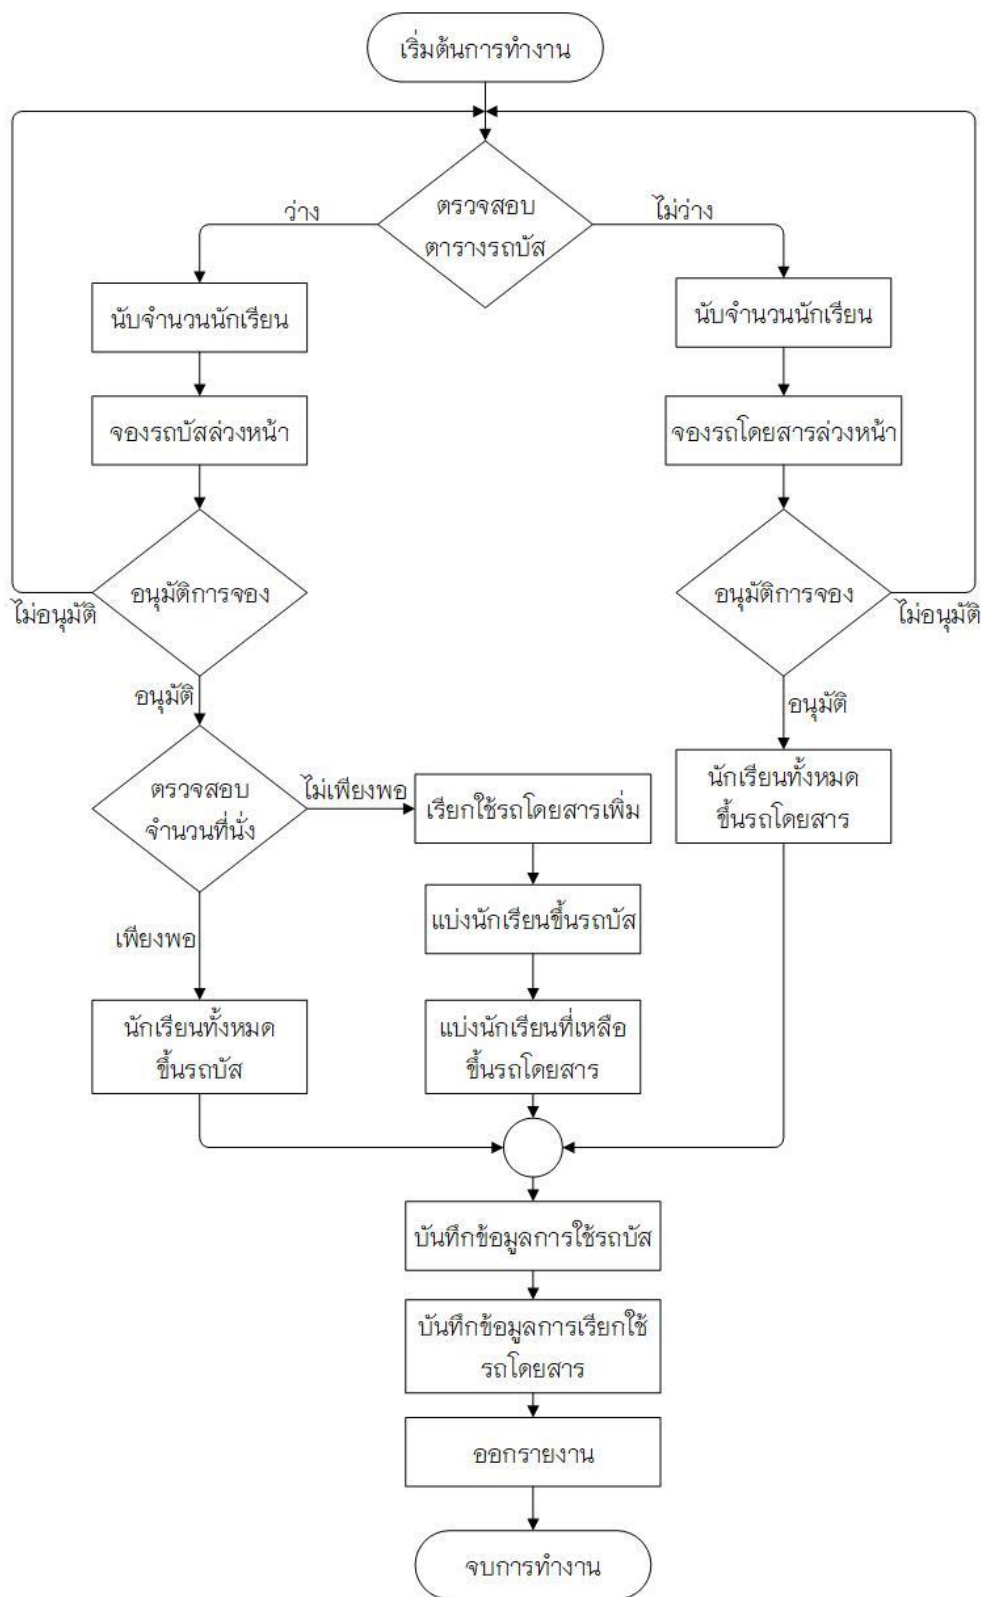 เริ่มต้นการทำงาน
ตรวจสอบ
ตารางรถบัส
ว่าง
ไม่ว่าง
นับจำนวนนักเรียน
นับจำนวนนักเรียน
จองรถบัสล่วงหน้า
จองรถโดยสารล่วงหน้า
อนุมัติการจอง
อนุมัติการจอง
ไม่อนุมัติ
ไม่อนุมัติ
อนุมัติ
อนุมัติ
ตรวจสอบ
จำนวนที่นั่ง
ไม่เพียงพอ
เรียกใช้รถโดยสารเพิ่ม
นักเรียนทั้งหมด
ขึ้นรถโดยสาร
แบ่งนักเรียนขึ้นรถบัส
เพียงพอ
นักเรียนทั้งหมด
ขึ้นรถบัส
แบ่งนักเรียนที่เหลือ
ขึ้นรถโดยสาร
บันทึกข้อมูลการใช้รถบัส
บันทึกข้อมูลการเรียกใช้
รถโดยสาร
ออกรายงาน
จบการทำงาน